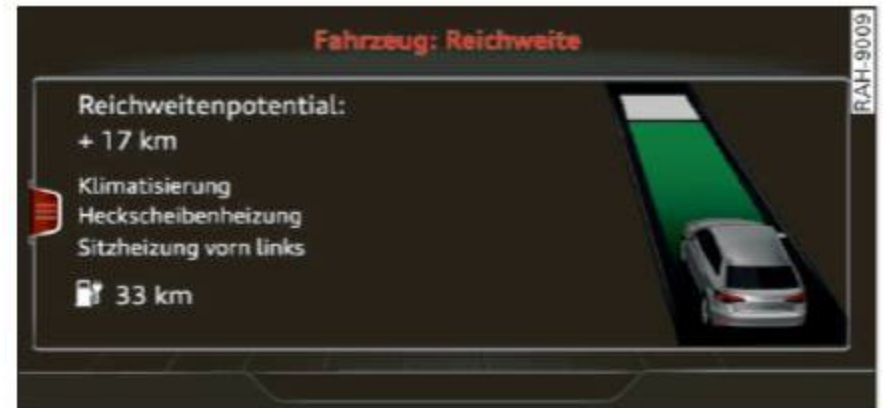 Fahrzeug: Reichweite
RAH-9009
Reichweitenpotential:
+ 17 km
Klimatisierung
Heckscheibenheizung
Sitzheizung vorn links
33 km